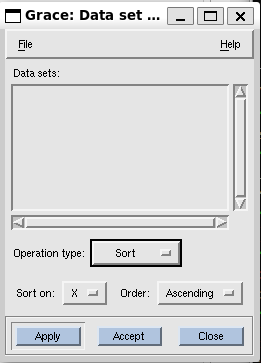 Grace: Data set ...
File Help
Data sets:
Operation type: Sort
Sort on: X Order: Ascending
Apply Accept Close